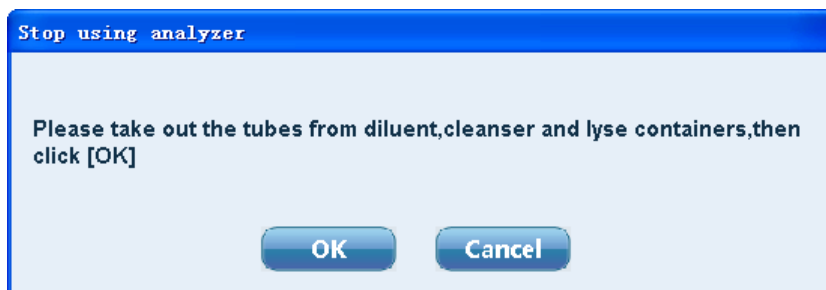 Stop using analyzer
Please take out the tubes from diluent,cleanser and lyse containers,then
click [OK]
OK
Cancel